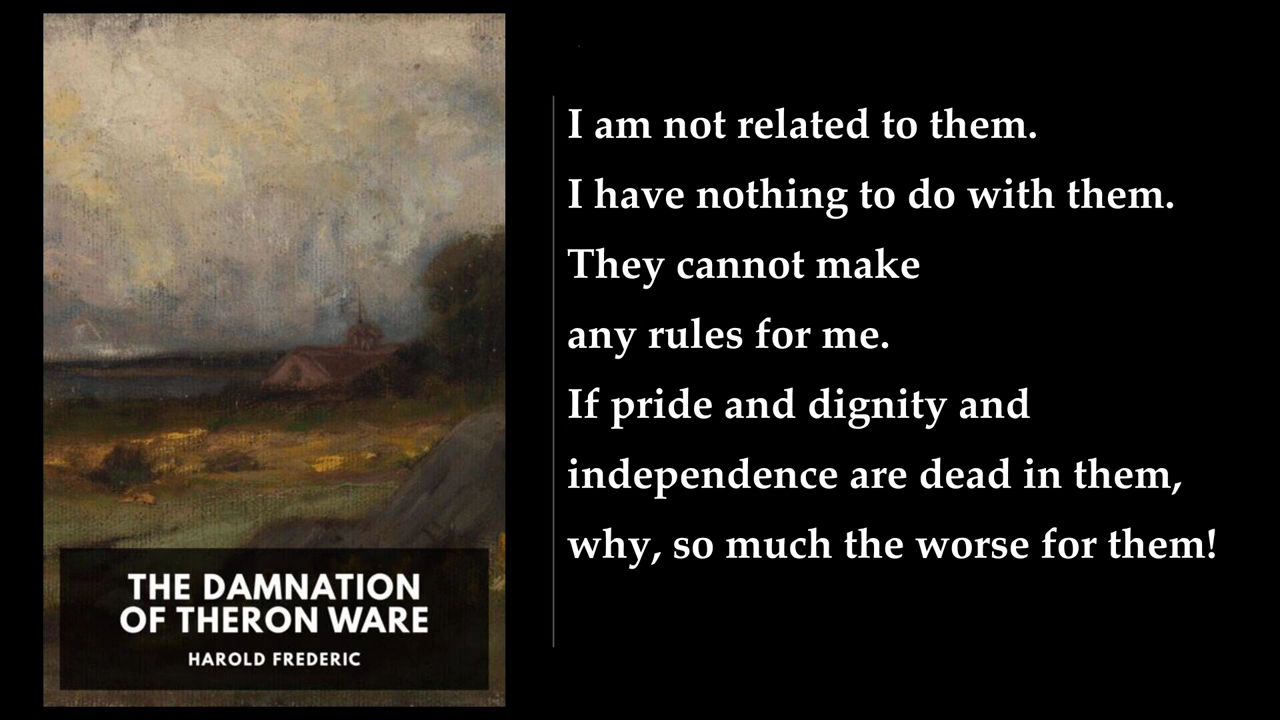 THE DAMNATION
OF THERON WARE
HAROLD FREDERIC
I am not related to them.
I have nothing to do with them.
They cannot make
any rules for me.
If pride and dignity and
independence are dead in them,
why, so much the worse for them!